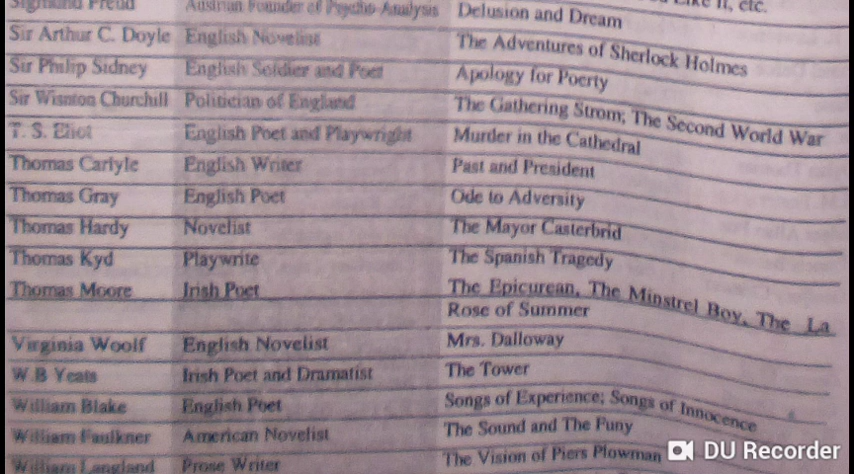 Sigmund Freud Austrian Founder of Psycho-Analysis Delusion and Dream
Like It, etc.
Sir Arthur C. Doyle English Novelist The Adventures of Sherlock Holmes
Sir Philip Sidney English Soldier and Poet Apology for Poerty
Sir Wisnton Churchill Politician of England The Gathering Strom; The Second World War
T. S. Eliot English Poet and Playwright Murder in the Cathedral
Thomas Carlyle English Writer Past and President
Thomas Gray English Poet Ode to Adversity
Thomas Hardy Novelist The Mayor Casterbrid
Thomas Kyd Playwrite The Spanish Tragedy
Thomas Moore Irish Poet The Epicurean, The Minstrel Boy, The La
Rose of Summer
Virginia Woolf English Novelist Mrs. Dalloway
W.B Yeats Irish Poet and Dramatist The Tower
William Blake English Poet Songs of Experience; Songs of Innocence
William Faulkner American Novelist The Sound and The Funy
William Langland Prose Writer The Vision of Piers Plowman
DU Recorder